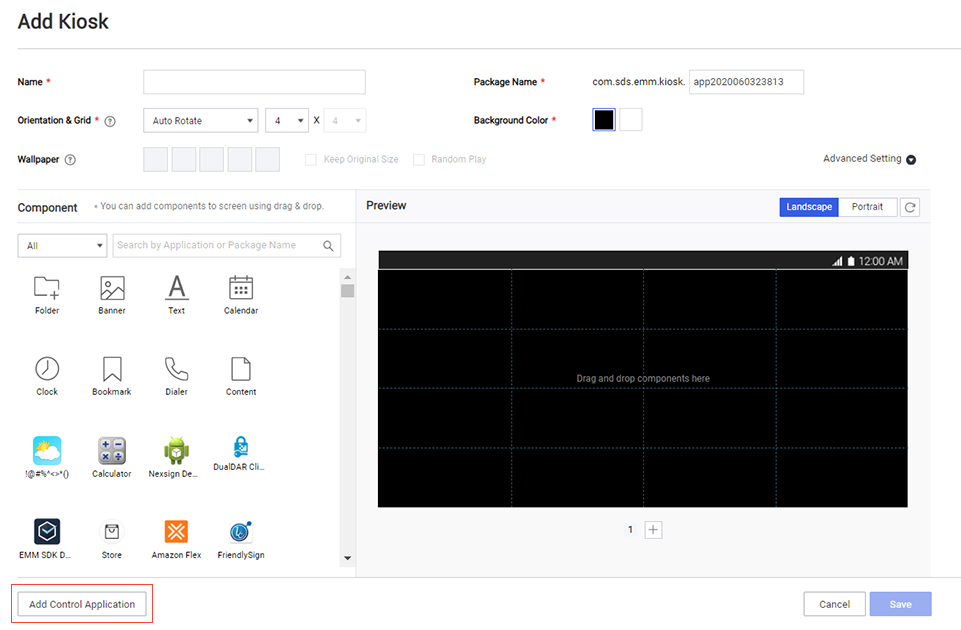 Add Kiosk
Name *
Package Name * com.sds.emm.kiosk. app2020060323813
Orientation & Grid * ? Auto Rotate 4 X 4
Background Color *
Wallpaper ? Keep Original Size Random Play
Advanced Setting
Component • You can add components to screen using drag & drop.
Preview
Landscape Portrait
All Search by Application or Package Name
12:00 AM
Folder Banner Text Calendar
Clock Bookmark Dialer Content
Drag and drop components here
!@#%^<>*() Calculator Nexsign De... DualDAR Cli...
EMM SDK D... Store Amazon Flex FriendlySign
1 +
Add Control Application
Cancel Save